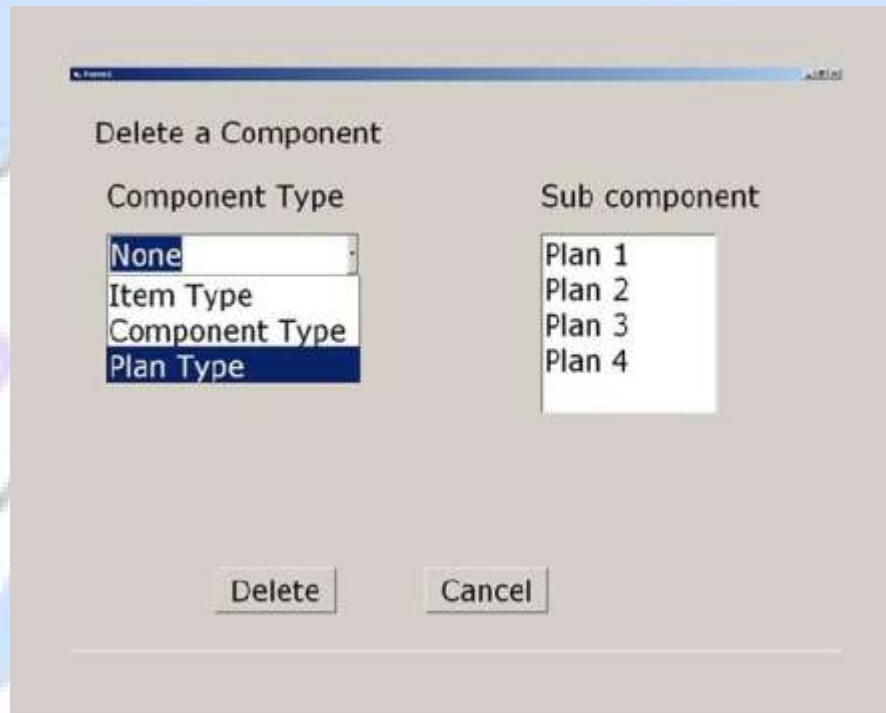 Form1
Delete a Component
Component Type
Sub component
None
Item Type
Component Type
Plan Type
Plan 1
Plan 2
Plan 3
Plan 4
Delete
Cancel